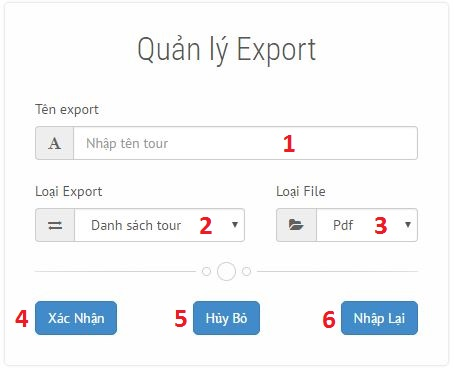 Quản lý Export
Tên export
A Nhập tên tour 1
Loại Export Loại File
Danh sách tour 2 Pdf 3
4 Xác Nhận 5 Hủy Bỏ 6 Nhập Lại